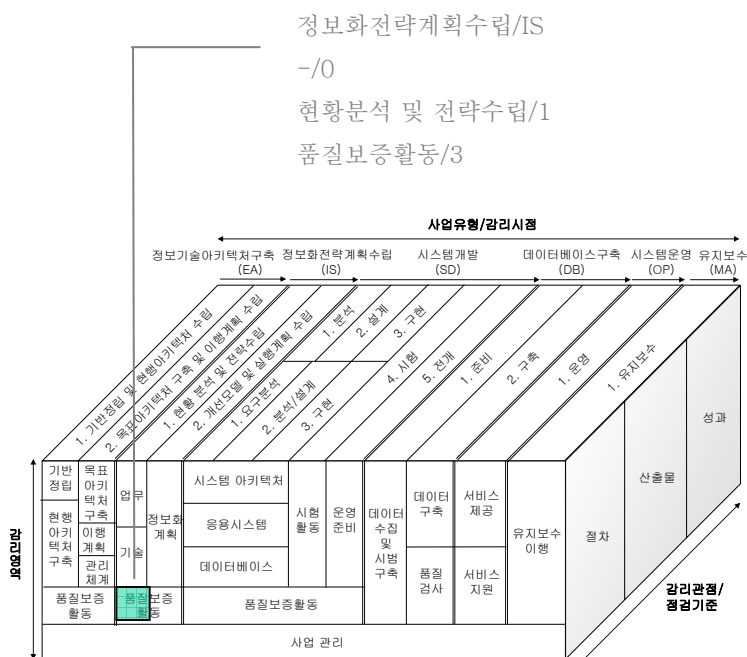 정보화전략계획수립/IS
-/0
현황분석 및 전략수립/1
품질보증활동/3
사업유형/감리시점
정보기술아키텍처구축
(EA)
정보화전략계획수립
(IS)
시스템개발
(SD)
데이터베이스구축
(DB)
시스템운영
(OP)
유지보수
(MA)
1. 기반정립 및 현행아키텍처 수립
2. 목표아키텍처 구축 및 이행계획 수립
1. 현황 분석 및 전략수립
2. 개선모델 및 실행계획 수립
1. 분석
2. 설계
3. 구현
1. 요구분석
2. 분석/설계
3. 구현
4. 시험
5. 전개
1. 준비
2. 구축
1. 운영
1. 유지보수
감리영역
기반
정립
현행
아키
텍처
구축
목표
아키
텍처
구축
이행
계획
관리
체계
업무
기술
정보화
계획
시스템 아키텍처
응용시스템
데이터베이스
시험
활동
운영
준비
데이터
수집
및
시범
구축
데이터
구축
품질
검사
서비스
제공
서비스
지원
유지보수
이행
절차
산출물
성과
품질보증
활동
품질보증
활동
품질보증활동
사업 관리
감리관점/
점검기준